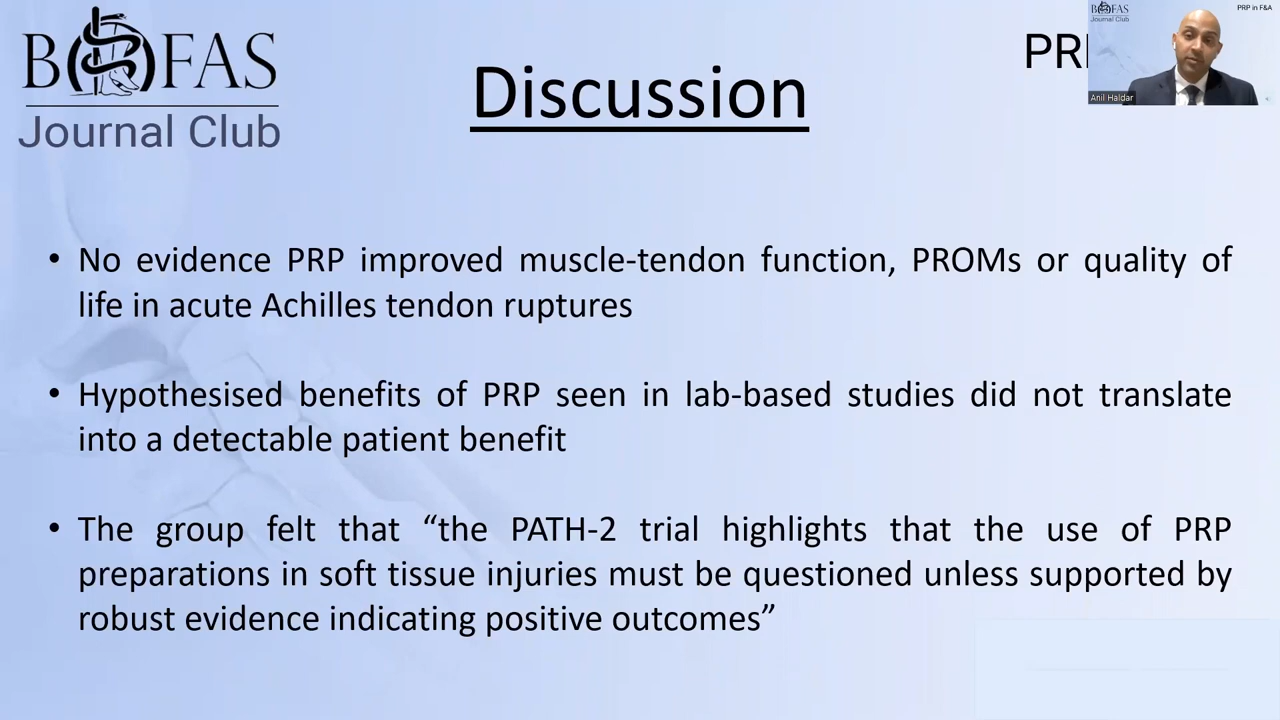 BOFAS
Journal Club
Discussion
BOFAS
Journal Club
PRP in F&A
Anil Haldar
• No evidence PRP improved muscle-tendon function, PROMs or quality of
life in acute Achilles tendon ruptures
• Hypothesised benefits of PRP seen in lab-based studies did not translate
into a detectable patient benefit
• The group felt that “the PATH-2 trial highlights that the use of PRP
preparations in soft tissue injuries must be questioned unless supported by
robust evidence indicating positive outcomes”